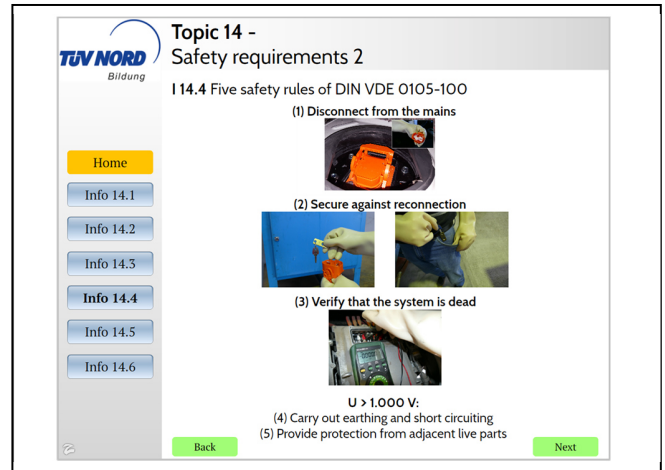 Topic 14 -
Safety requirements 2
TÜV NORD
Bildung
I 14.4 Five safety rules of DIN VDE 0105-100
(1) Disconnect from the mains
Home
Info 14.1
(2) Secure against reconnection
Info 14.2
Info 14.3
Info 14.4
(3) Verify that the system is dead
Info 14.5
Info 14.6
U > 1.000 V:
(4) Carry out earthing and short circuiting
(5) Provide protection from adjacent live parts
Back
Next